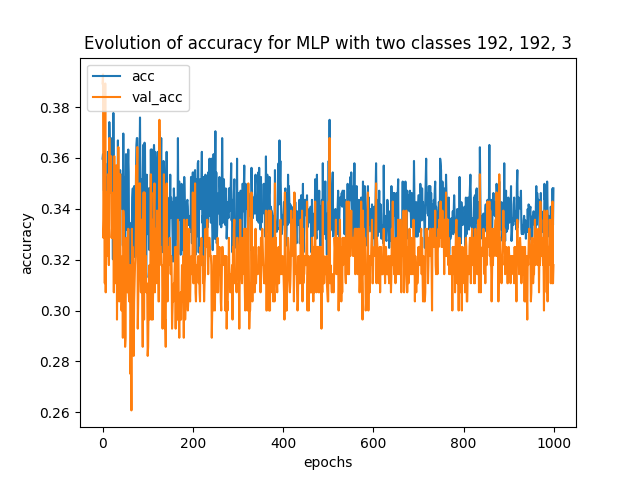 Evolution of accuracy for MLP with two classes 192, 192, 3
acc
val_acc
0.38
0.36
0.34
0.32
0.30
0.28
0.26
accuracy
0
200
400
600
800
1000
epochs